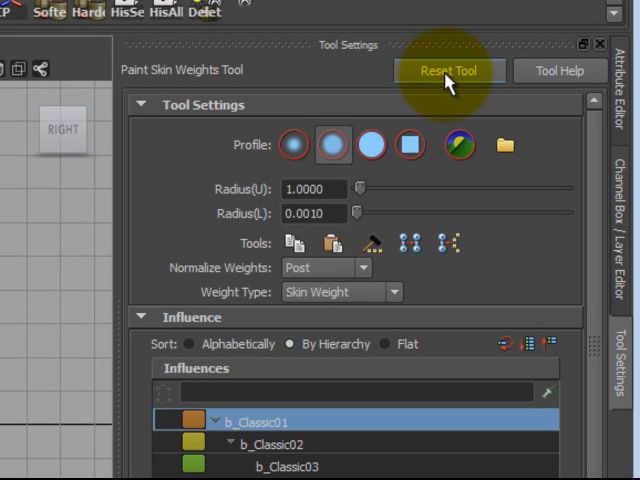 CP Softe Harde HisSe HisAll Delet
Tool Settings
Paint Skin Weights Tool Reset Tool Tool Help
Tool Settings
Profile:
Radius(U): 1.0000
Radius(L): 0.0010
Tools:
Normalize Weights: Post
Weight Type: Skin Weight
Influence
Sort: Alphabetically By Hierarchy Flat
Influences
b_Classic01
b_Classic02
b_Classic03
RIGHT
Attribute Editor
Channel Box / Layer Editor
Tool Settings